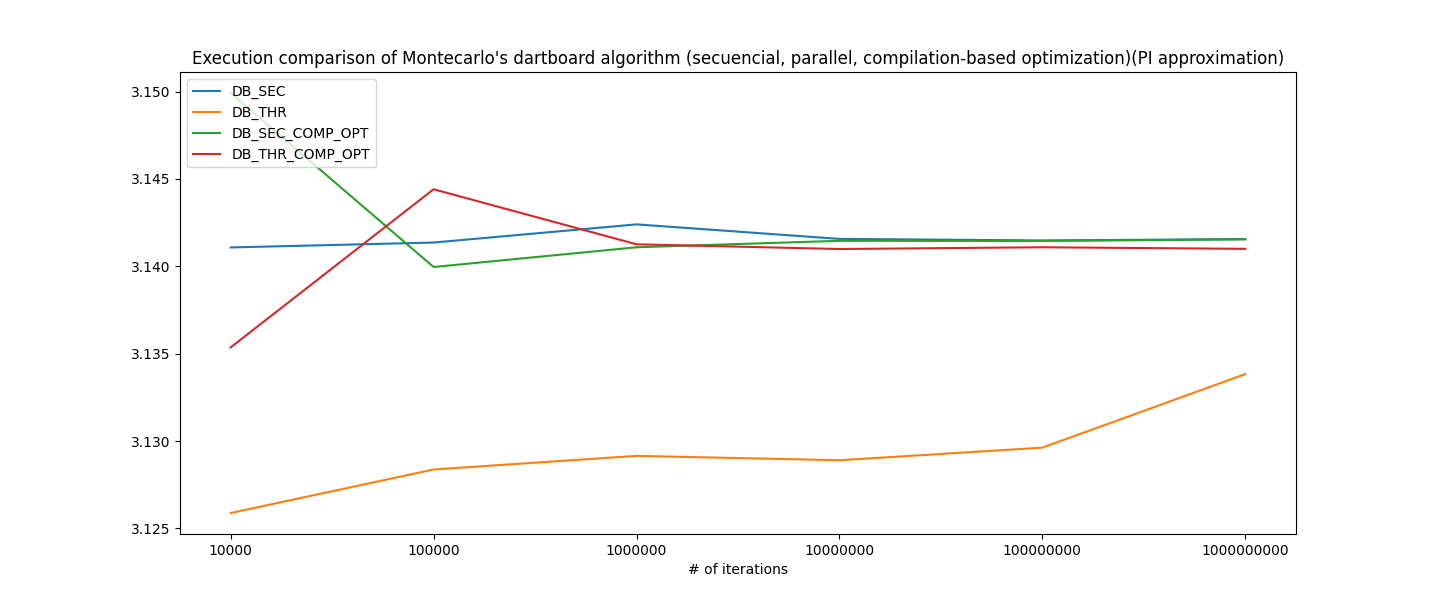 Execution comparison of Montecarlo's dartboard algorithm (secuencial, parallel, compilation-based optimization)(PI approximation)
DB_SEC
DB_THR
DB_SEC_COMP_OPT
DB_THR_COMP_OPT
3.150
3.145
3.140
3.135
3.130
3.125
10000 100000 1000000 10000000 100000000 1000000000
# of iterations